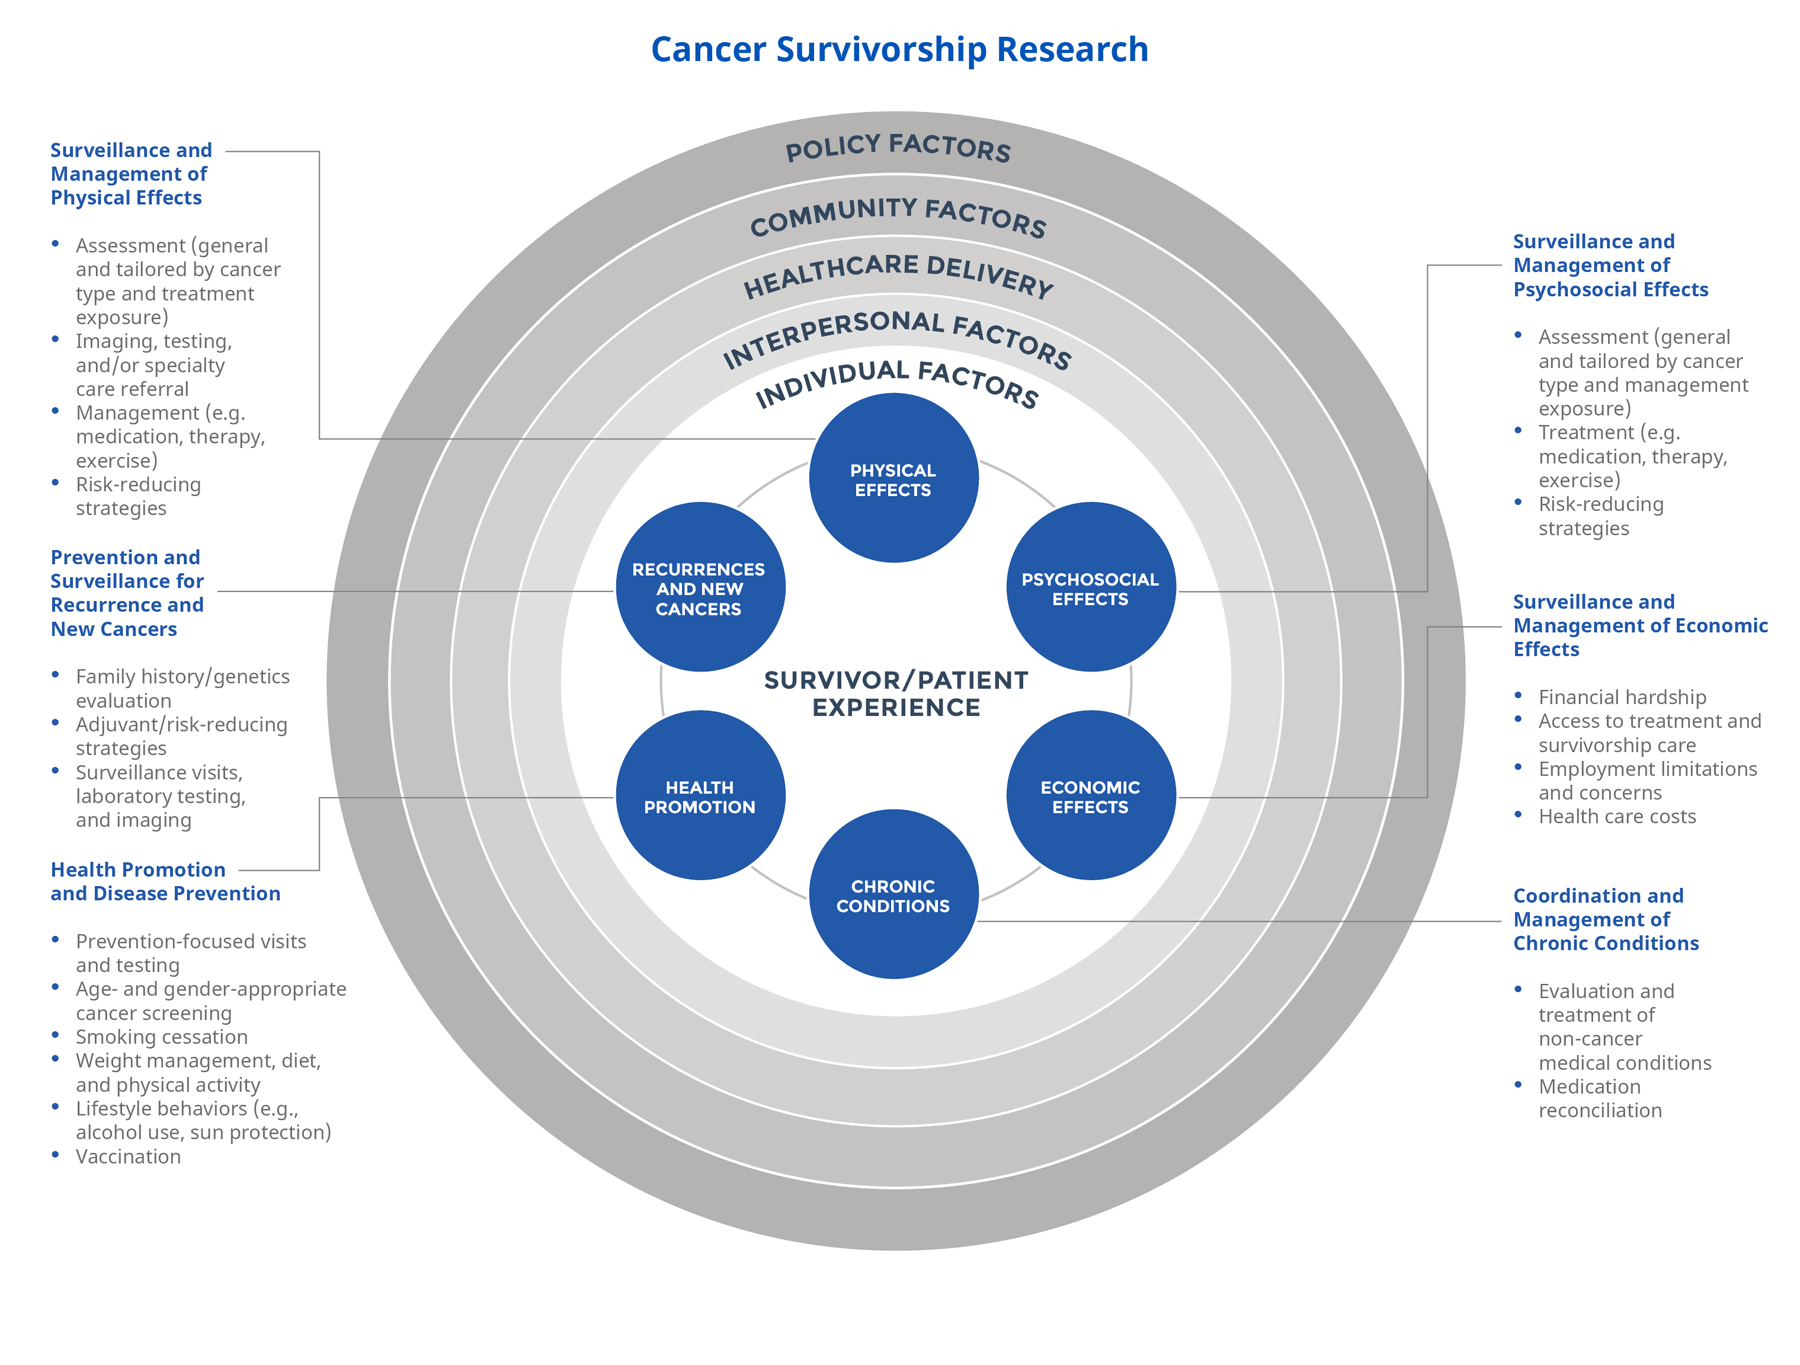 Cancer Survivorship Research
POLICY FACTORS
COMMUNITY FACTORS
HEALTHCARE DELIVERY
INTERPERSONAL FACTORS
INDIVIDUAL FACTORS
PHYSICAL
EFFECTS
PSYCHOSOCIAL
EFFECTS
ECONOMIC
EFFECTS
CHRONIC
CONDITIONS
HEALTH
PROMOTION
RECURRENCES
AND NEW
CANCERS
SURVIVOR/PATIENT
EXPERIENCE
Surveillance and
Management of
Physical Effects
• Assessment (general
and tailored by cancer
type and treatment
exposure)
• Imaging, testing,
and/or specialty
care referral
• Management (e.g.
medication, therapy,
exercise)
• Risk-reducing
strategies
Prevention and
Surveillance for
Recurrence and
New Cancers
• Family history/genetics
evaluation
• Adjuvant/risk-reducing
strategies
• Surveillance visits,
laboratory testing,
and imaging
Health Promotion
and Disease Prevention
• Prevention-focused visits
and testing
• Age- and gender-appropriate
cancer screening
• Smoking cessation
• Weight management, diet,
and physical activity
• Lifestyle behaviors (e.g.,
alcohol use, sun protection)
• Vaccination
Surveillance and
Management of
Psychosocial Effects
• Assessment (general
and tailored by cancer
type and management
exposure)
• Treatment (e.g.
medication, therapy,
exercise)
• Risk-reducing
strategies
Surveillance and
Management of Economic
Effects
• Financial hardship
• Access to treatment and
survivorship care
• Employment limitations
and concerns
• Health care costs
Coordination and
Management of
Chronic Conditions
• Evaluation and
treatment of
non-cancer
medical conditions
• Medication
reconciliation